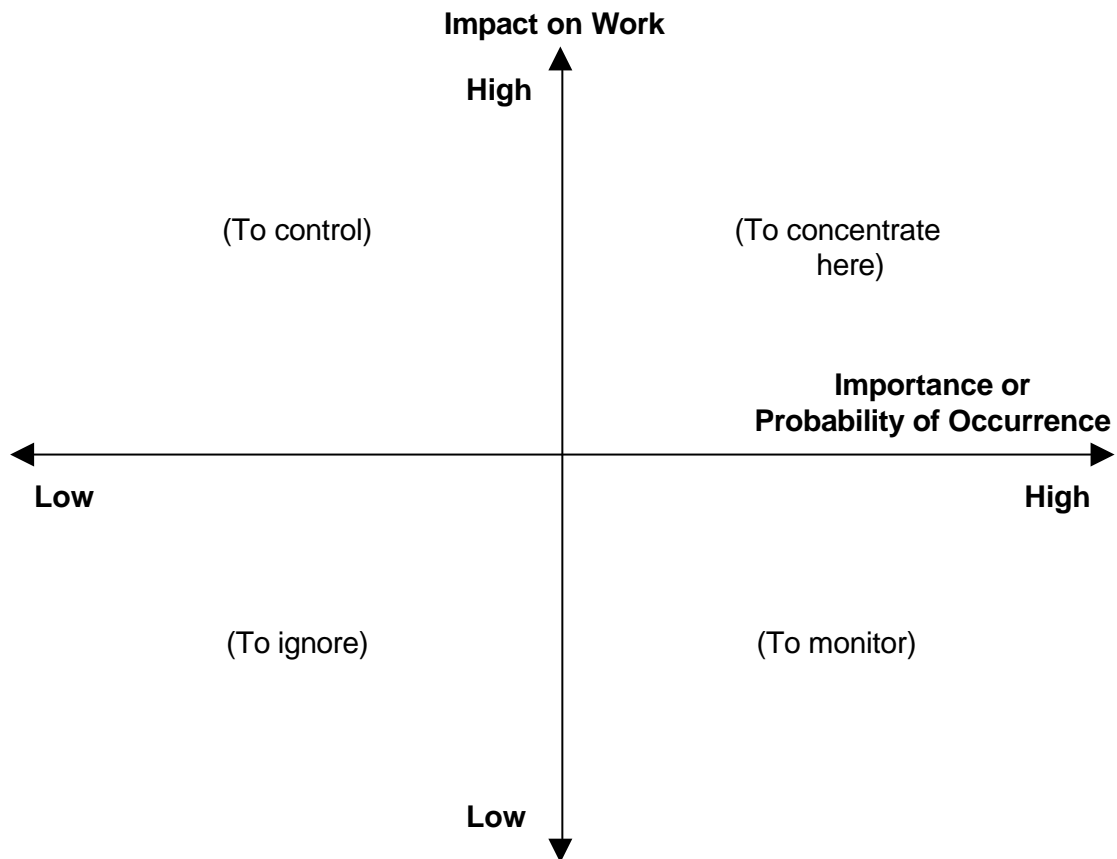 Impact on Work
High
(To control)
(To concentrate
here)
Importance or
Probability of Occurrence
Low
High
(To ignore)
(To monitor)
Low